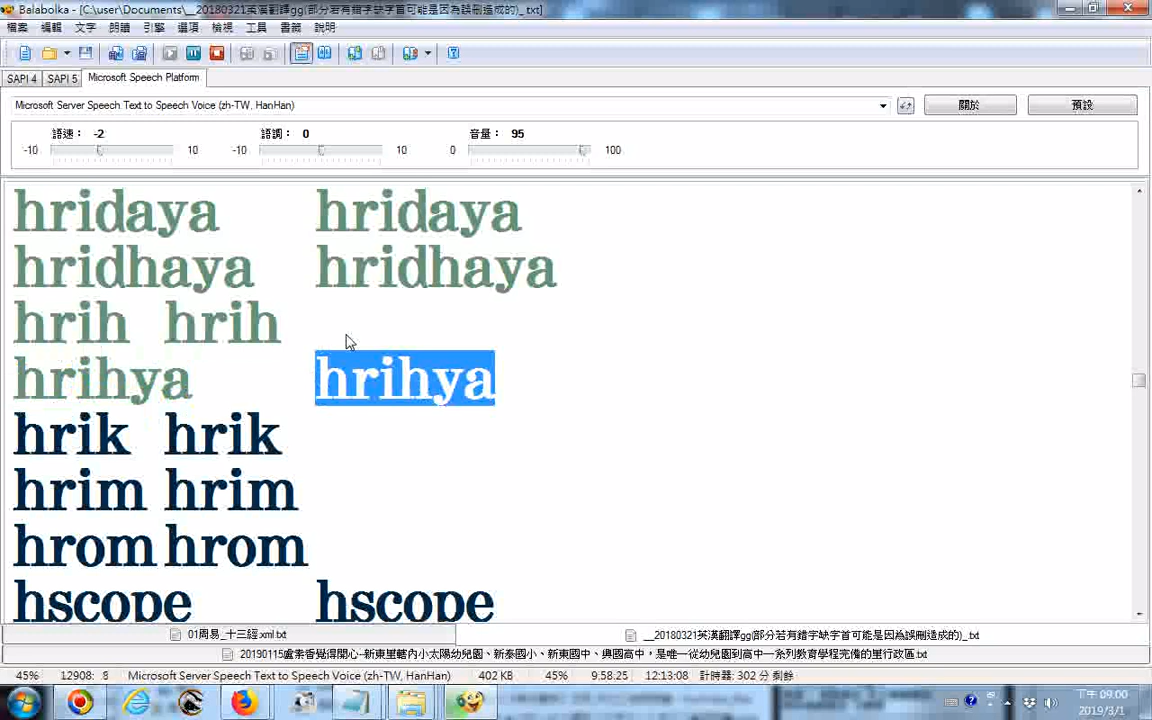 Balabolka - [C:\user\Documents\__20180321英漢翻譯gg(部分若有錯字缺字首可能是因為誤刪造成的)_.txt]
檔案 編輯 文字 朗讀 引擎 選項 檢視 工具 書籤 說明
SAPI 4 SAPI 5 Microsoft Speech Platform
Microsoft Server Speech Text to Speech Voice (zh-TW, HanHan) 關於 預設
語速： -2 語調： 0 音量： 95
-10 10 -10 10 0 100
hridaya hridaya
hridhaya hridhaya
hrih hrih
hrihya hrihya
hrik hrik
hrim hrim
hrom hrom
hscope hscope
01周易_十三經.xml.txt __20180321英漢翻譯gg(部分若有錯字缺字首可能是因為誤刪造成的)_.txt
20190115盧素香覺得開心-新東里轄內小太陽幼兒園、新泰國小、新東國中、興國高中，是唯一從幼兒園到高中一系列教育學程完備的里行政區.txt
45% 12908: 8 Microsoft Server Speech Text to Speech Voice (zh-TW, HanHan) 402 KB 45% 9:58.25 12:13:08 計時器: 302 分 剩餘
下午 09:00
2019/3/1